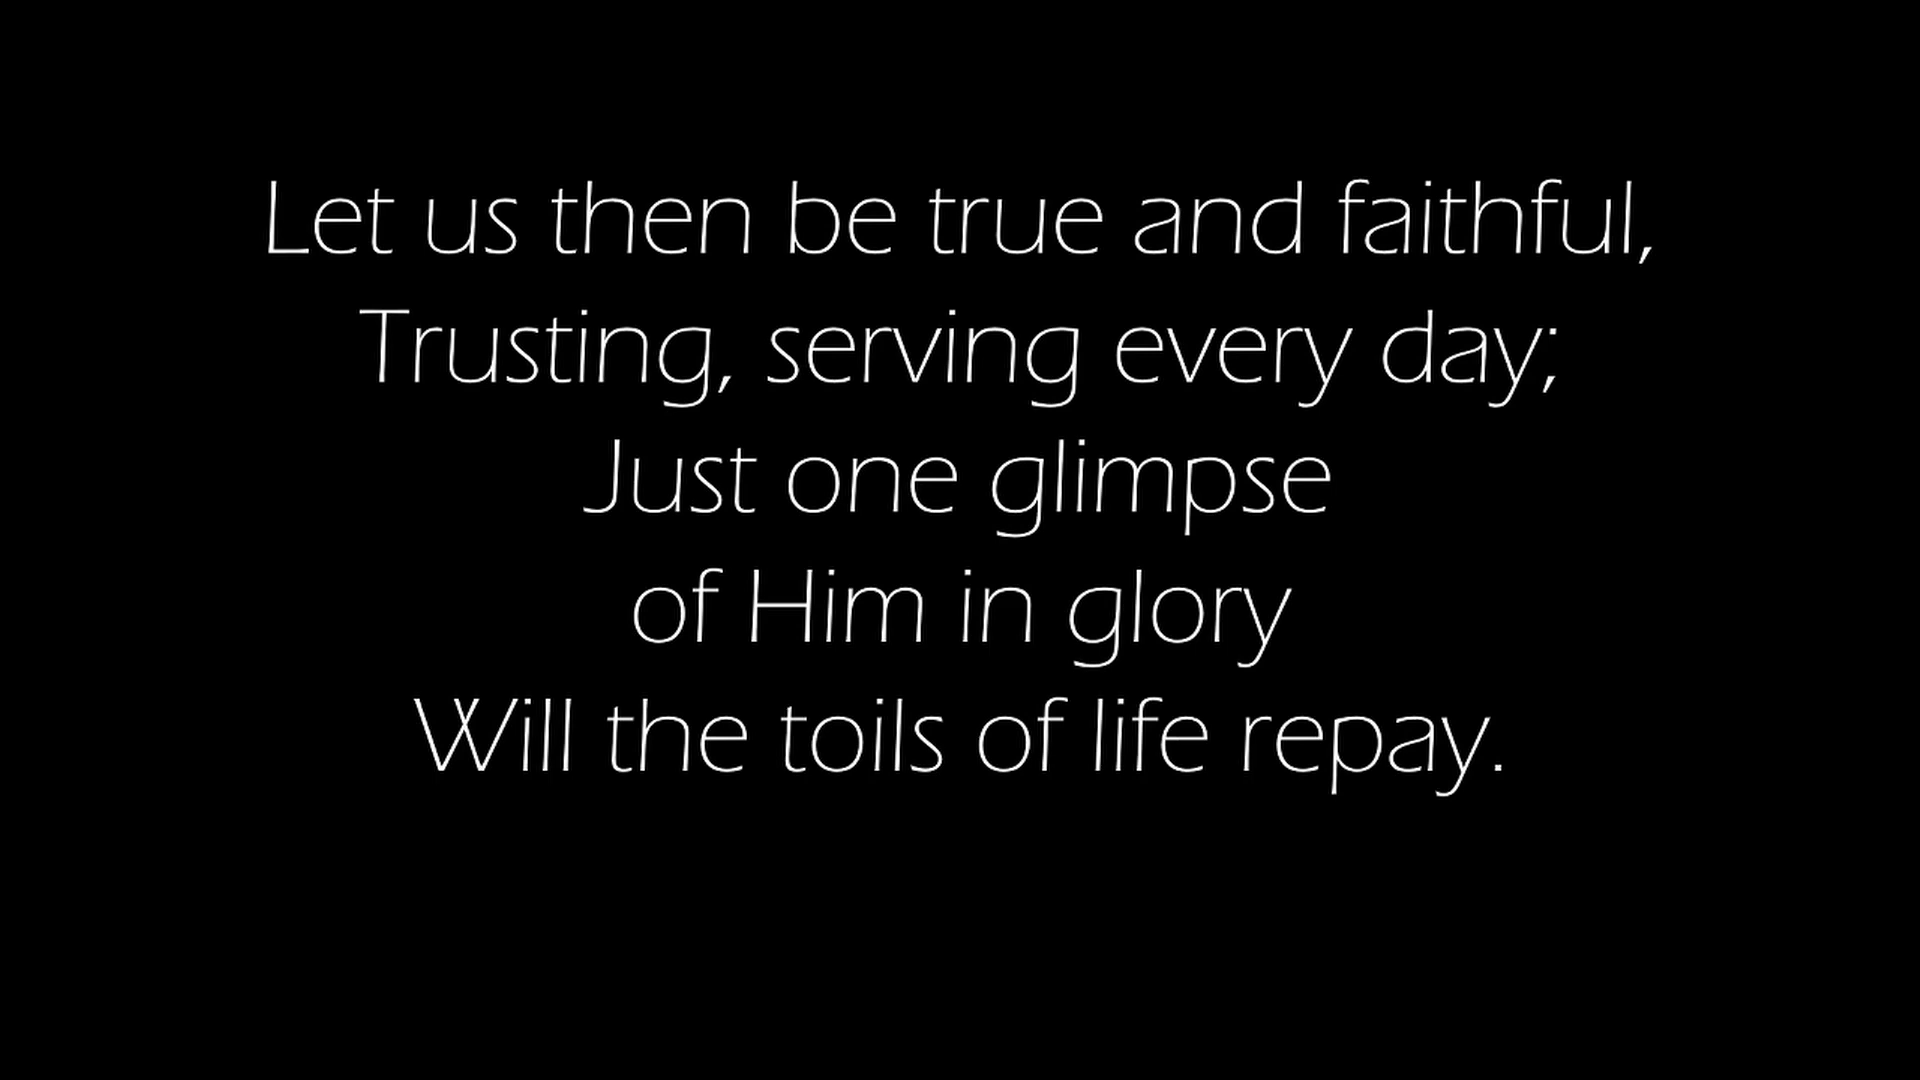 Let us then be true and faithful,
Trusting, serving every day;
Just one glimpse
of Him in glory
Will the toils of life repay.